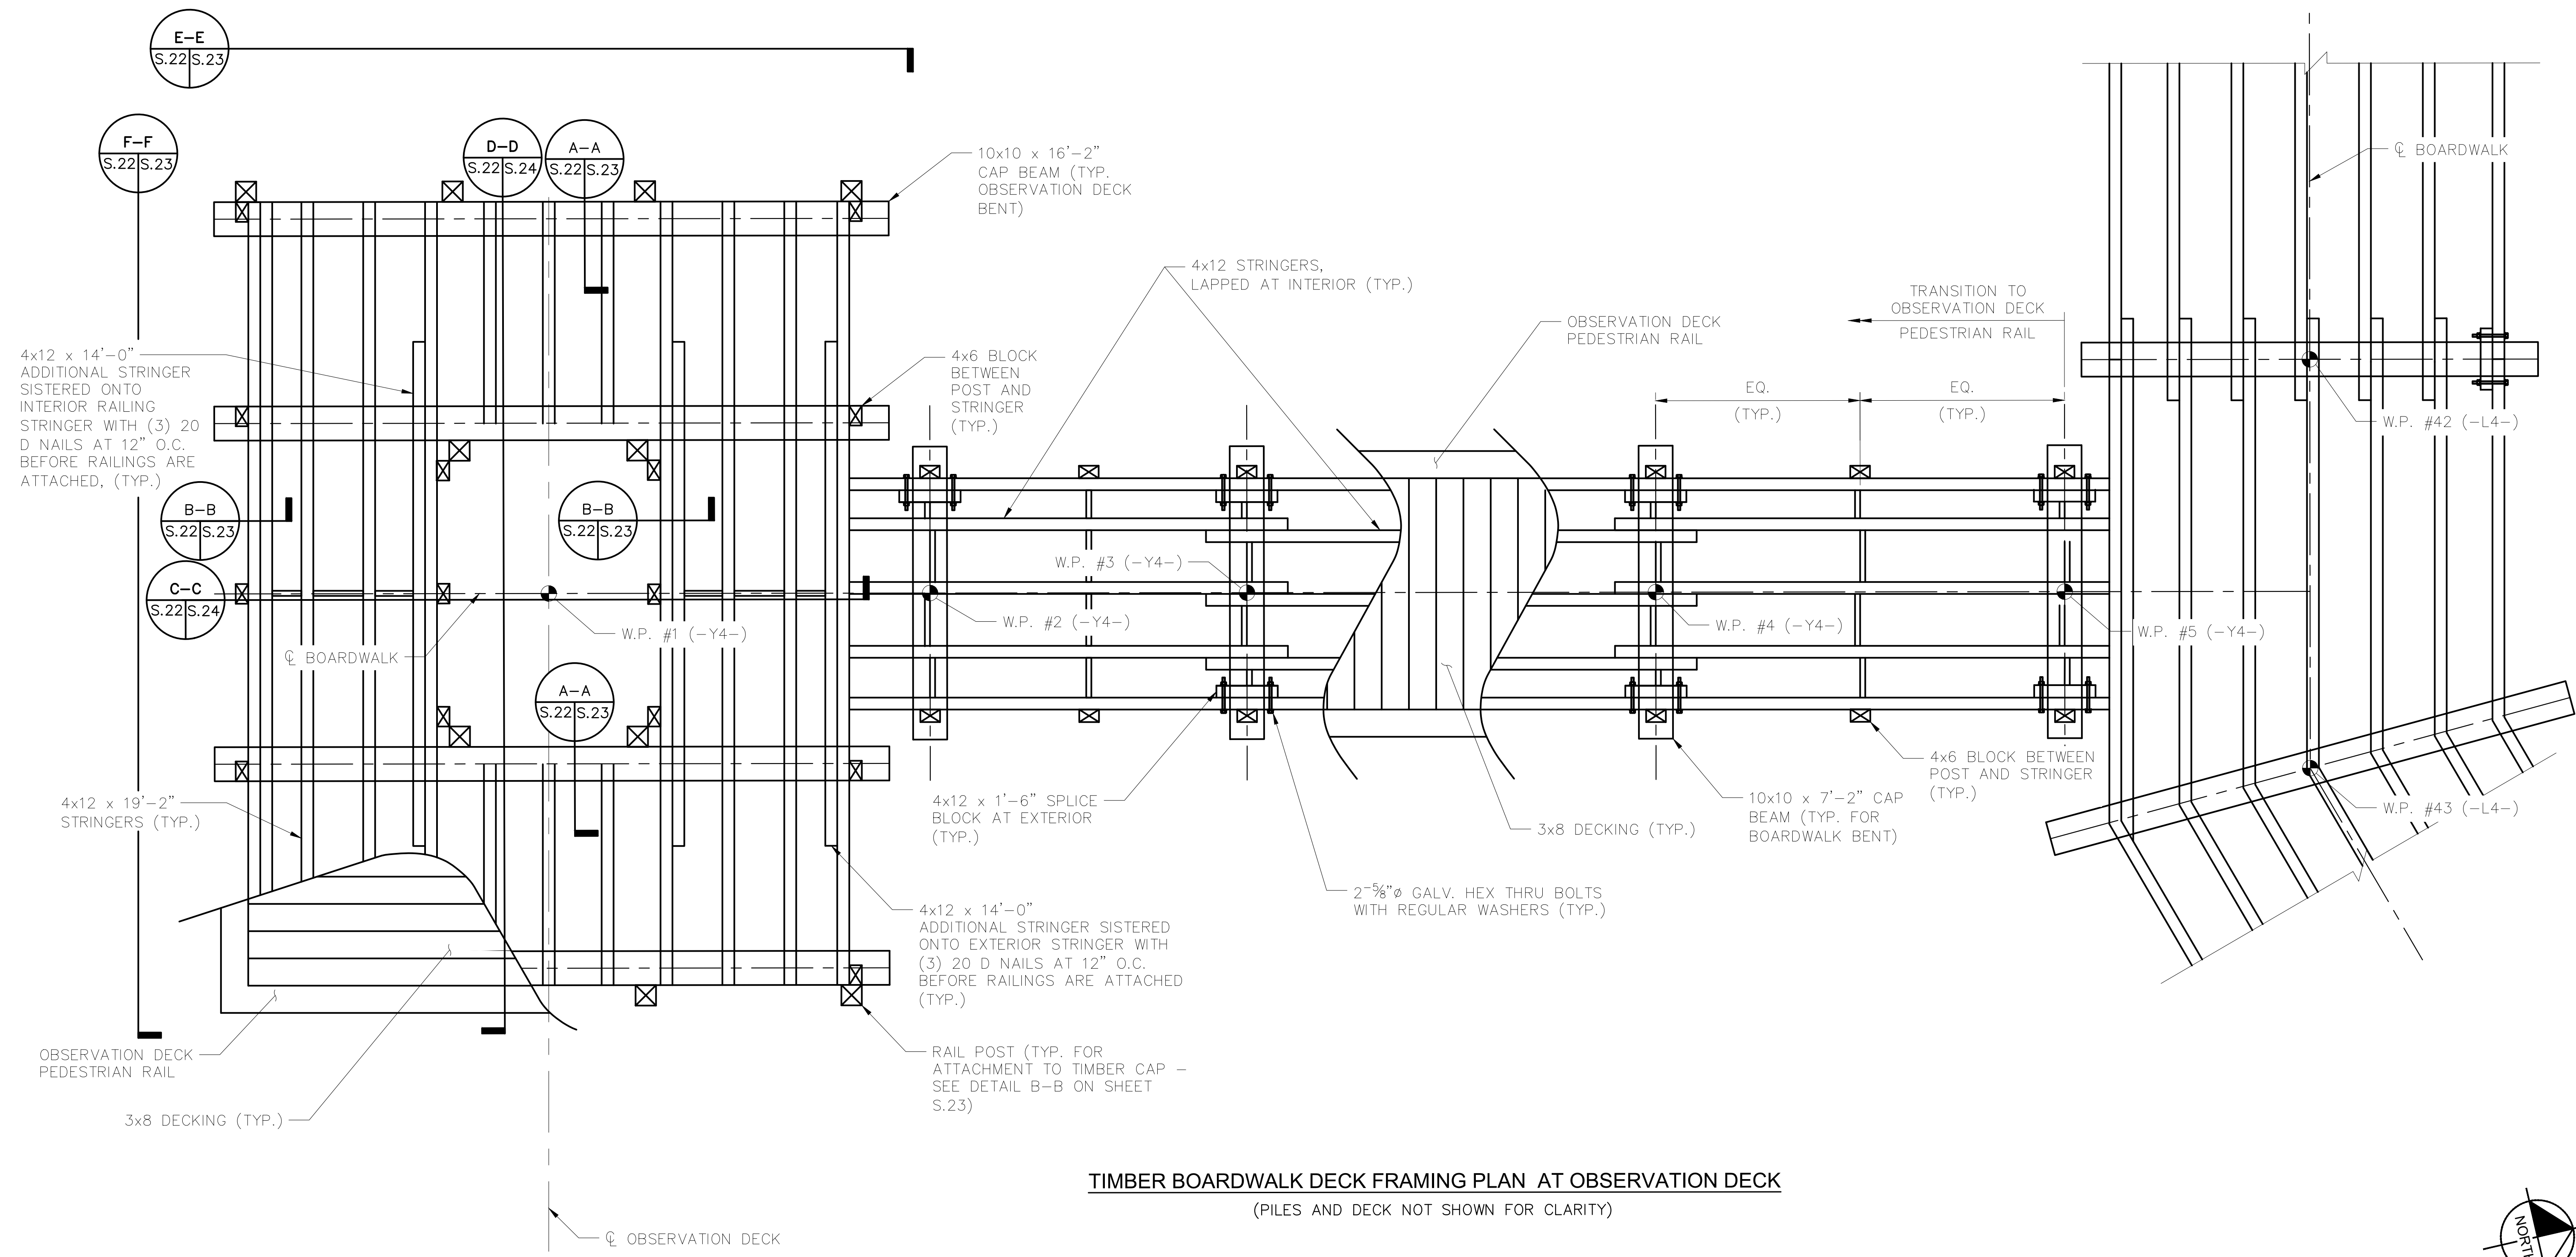 E-E
S.22 S.23
F-F
S.22 S.23
D-D
S.22 S.24
A-A
S.22 S.23
10x10 x 16'-2"
CAP BEAM (TYP.
OBSERVATION DECK
BENT)
℄ BOARDWALK
4x12 STRINGERS,
LAPPED AT INTERIOR (TYP.)
TRANSITION TO
OBSERVATION DECK
PEDESTRIAN RAIL
OBSERVATION DECK
PEDESTRIAN RAIL
4x12 x 14'-0"
ADDITIONAL STRINGER
SISTERED ONTO
INTERIOR RAILING
STRINGER WITH (3) 20
D NAILS AT 12" O.C.
BEFORE RAILINGS ARE
ATTACHED, (TYP.)
4x6 BLOCK
BETWEEN
POST AND
STRINGER
(TYP.)
EQ.
(TYP.)
EQ.
(TYP.)
W.P. #42 (-L4-)
B-B
S.22 S.23
B-B
S.22 S.23
C-C
S.22 S.24
W.P. #3 (-Y4-)
W.P. #1 (-Y4-)
W.P. #2 (-Y4-)
W.P. #4 (-Y4-)
W.P. #5 (-Y4-)
℄ BOARDWALK
A-A
S.22 S.23
4x12 x 19'-2"
STRINGERS (TYP.)
4x12 x 1'-6" SPLICE
BLOCK AT EXTERIOR
(TYP.)
3x8 DECKING (TYP.)
10x10 x 7'-2" CAP
BEAM (TYP. FOR
BOARDWALK BENT)
4x6 BLOCK BETWEEN
POST AND STRINGER
(TYP.)
W.P. #43 (-L4-)
2-⅝"⌀ GALV. HEX THRU BOLTS
WITH REGULAR WASHERS (TYP.)
4x12 x 14'-0"
ADDITIONAL STRINGER SISTERED
ONTO EXTERIOR STRINGER WITH
(3) 20 D NAILS AT 12" O.C.
BEFORE RAILINGS ARE ATTACHED
(TYP.)
OBSERVATION DECK
PEDESTRIAN RAIL
RAIL POST (TYP. FOR
ATTACHMENT TO TIMBER CAP -
SEE DETAIL B-B ON SHEET
S.23)
3x8 DECKING (TYP.)
TIMBER BOARDWALK DECK FRAMING PLAN AT OBSERVATION DECK
(PILES AND DECK NOT SHOWN FOR CLARITY)
℄ OBSERVATION DECK
NORTH